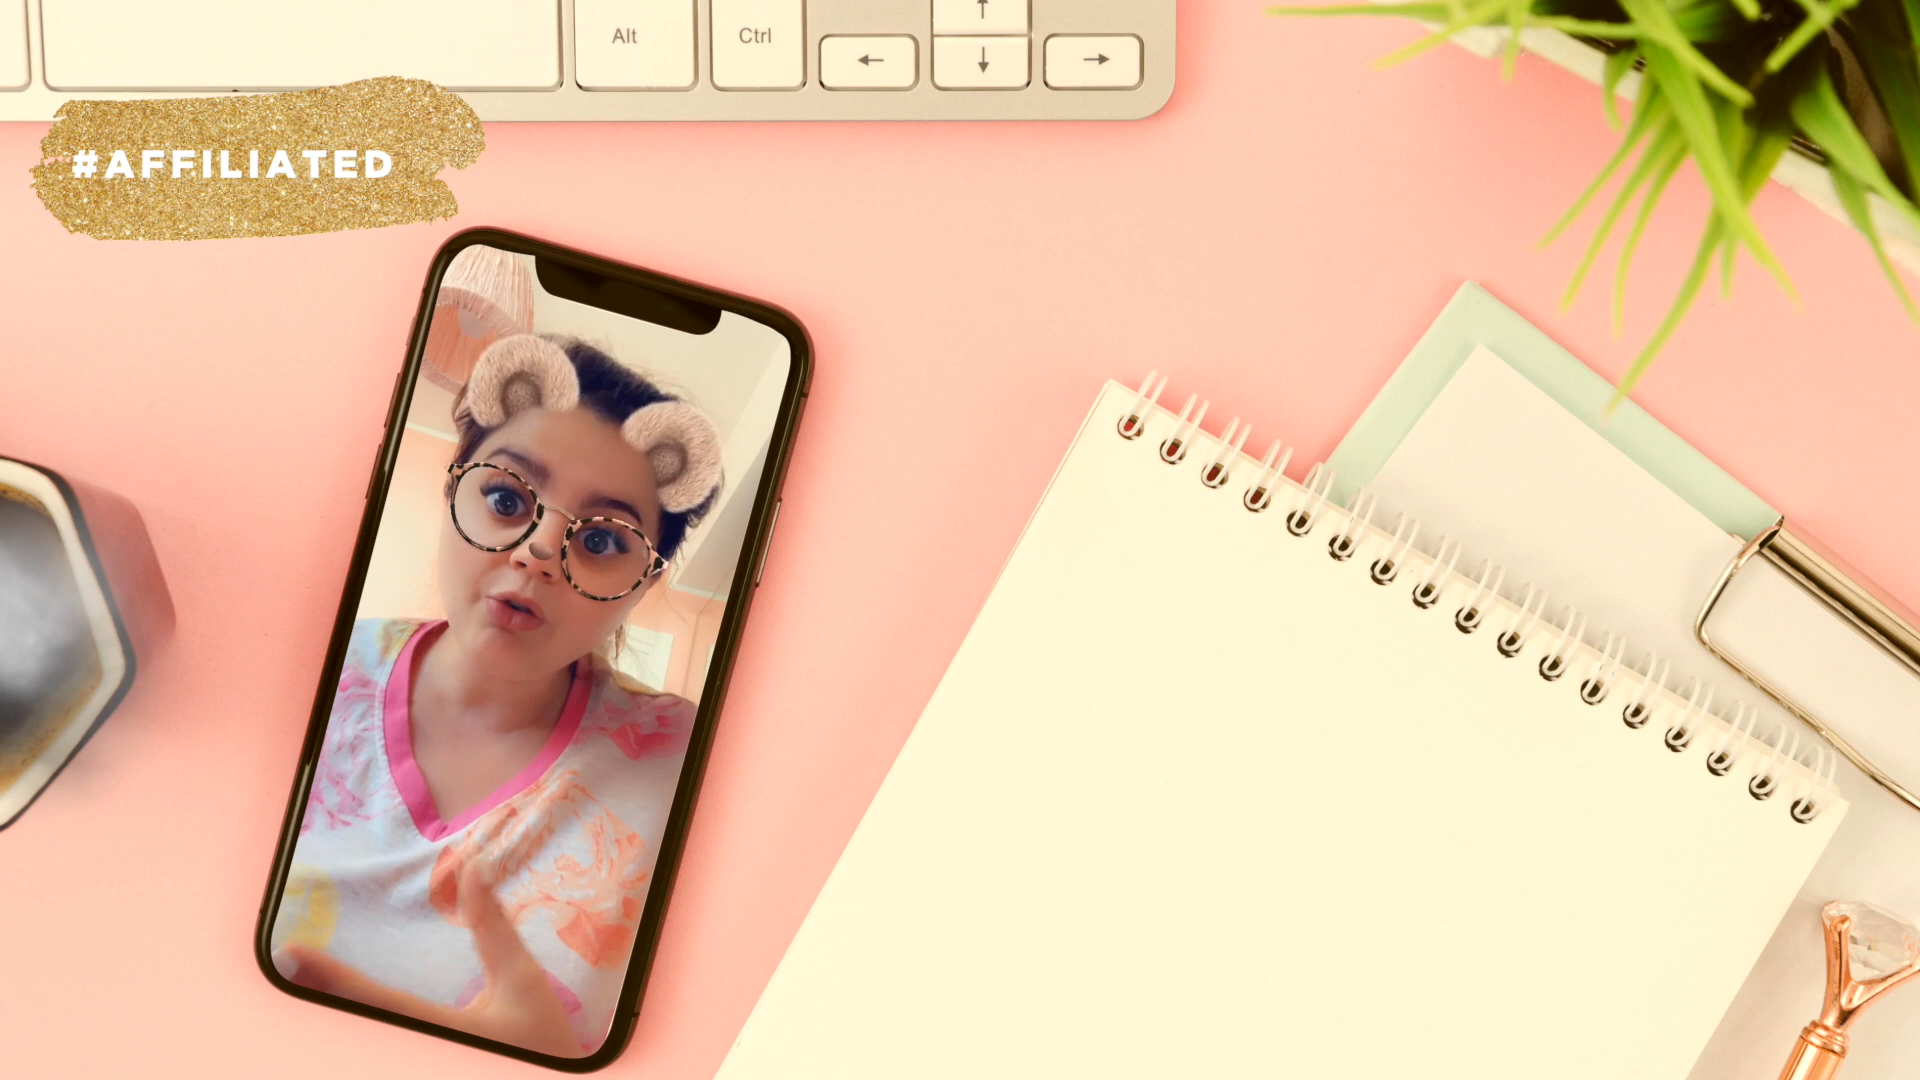 Alt
Ctrl
↑
← ↓ →
#AFFILIATED